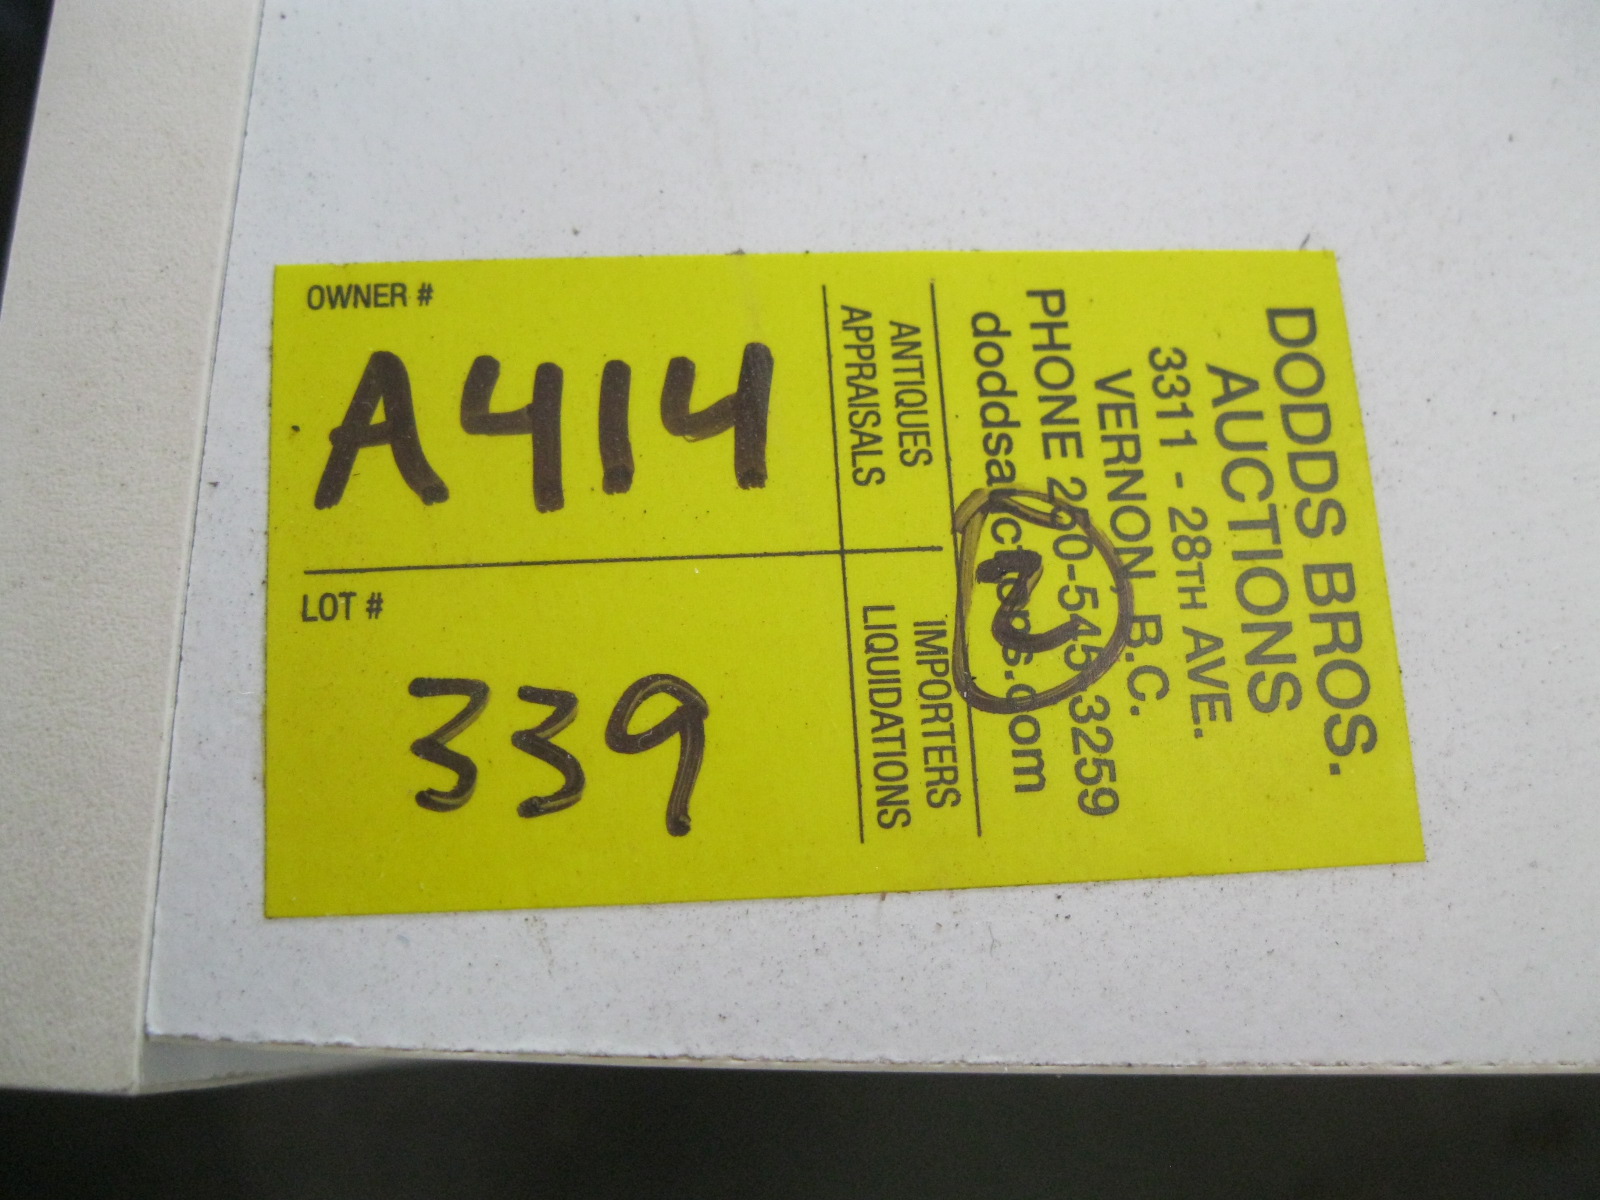 DODDS BROS.
AUCTIONS
3311 - 28TH AVE.
VERNON, B.C.
PHONE 250-545-3259
doddsauctions.com
ANTIQUES IMPORTERS
APPRAISALS LIQUIDATIONS
2
OWNER #
A414
LOT #
339